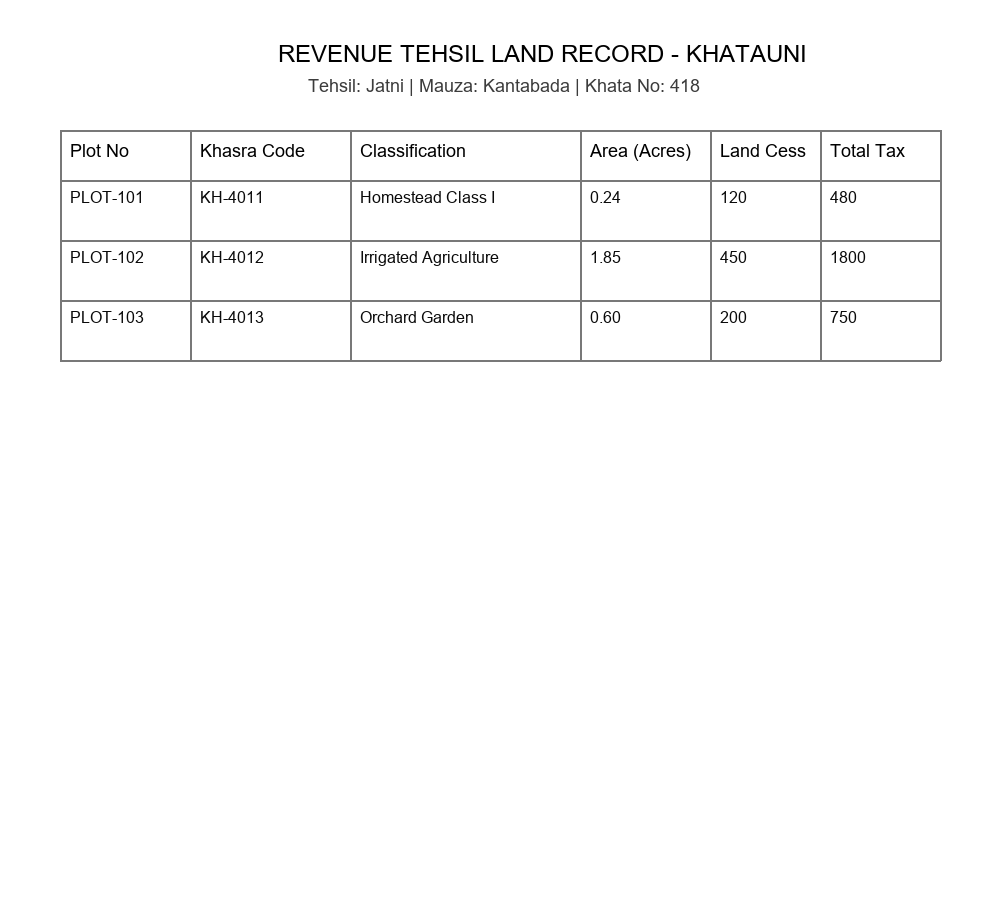 REVENUE TEHSIL LAND RECORD - KHATAUNI
Tehsil: Jatni | Mauza: Kantabada | Khata No: 418
Plot No Khasra Code Classification Area (Acres) Land Cess Total Tax
PLOT-101 KH-4011 Homestead Class I 0.24 120 480
PLOT-102 KH-4012 Irrigated Agriculture 1.85 450 1800
PLOT-103 KH-4013 Orchard Garden 0.60 200 750